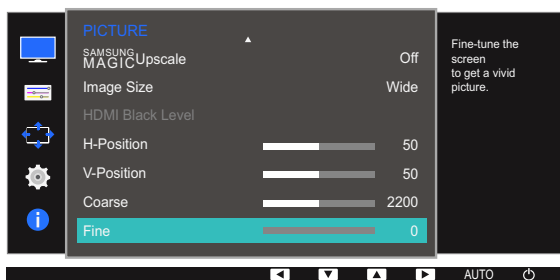 PICTURE
SAMSUNG
MAGIC Upscale Off
Image Size Wide
HDMI Black Level
H-Position 50
V-Position 50
Coarse 2200
Fine 0
Fine-tune the
screen
to get a vivid
picture.
AUTO